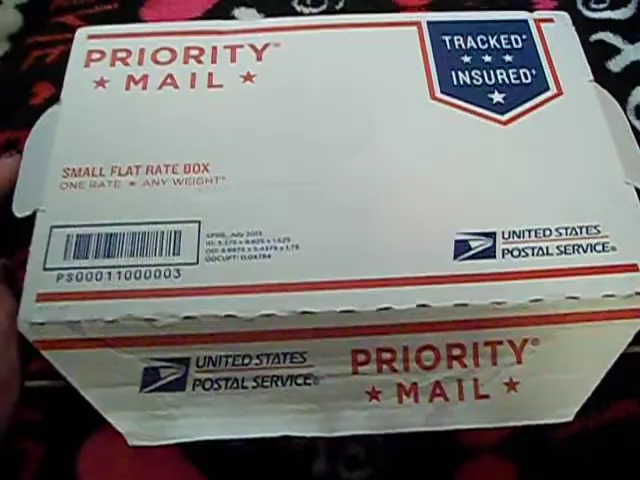 PRIORITY®
★ MAIL ★
TRACKED*
★ ★ ★
INSURED*
★
SMALL FLAT RATE BOX
ONE RATE ★ ANY WEIGHT*
PS00011000003
UNITED STATES
POSTAL SERVICE®
UNITED STATES
POSTAL SERVICE®
PRIORITY®
★ MAIL ★